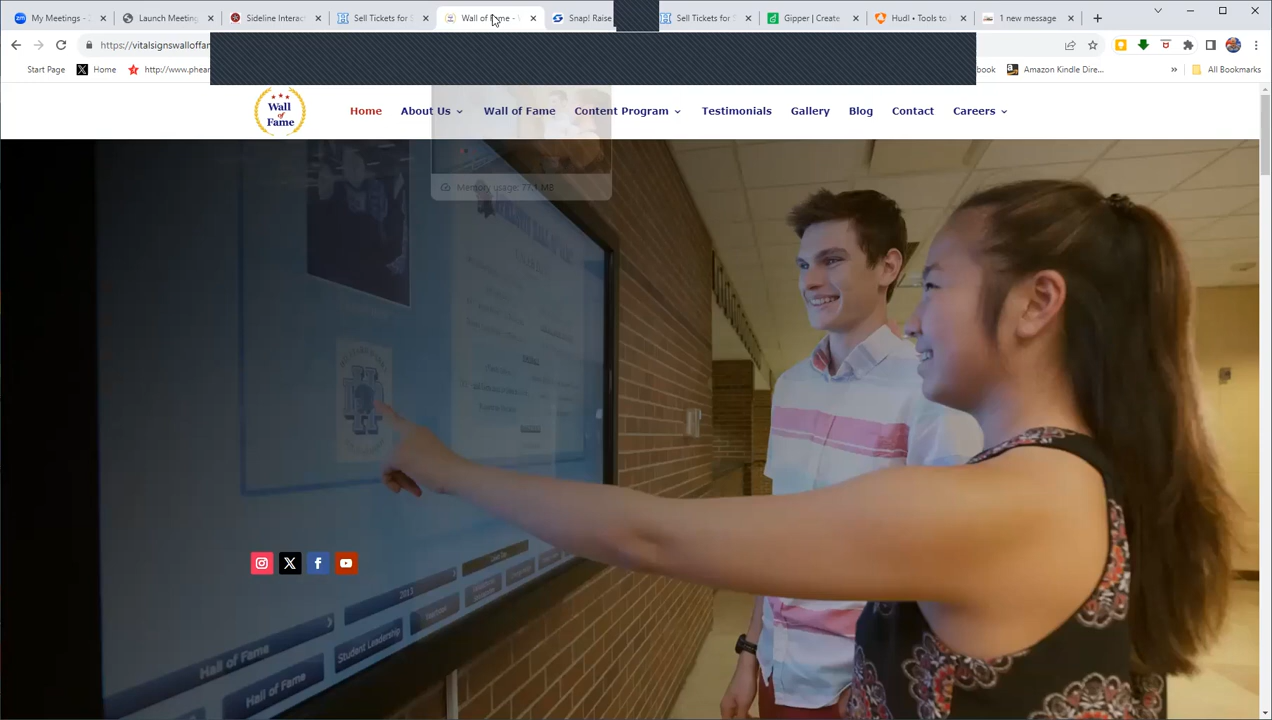 My Meetings -
Launch Meeting
Sideline Interac
Sell Tickets for S
Wall of Fame -
Snap! Raise
Sell Tickets for S
Gipper | Create
Hudl • Tools to
1 new message
https://vitalsignswalloffam
Start Page
Home
http://www.phear
book
Amazon Kindle Dire...
All Bookmarks
Wall
of
Fame
Home
About Us
Wall of Fame
Content Program
Testimonials
Gallery
Blog
Contact
Careers
Memory usage: 77.1 MB
2013
Hall of Fame
Student Leadership
Hall of Fame